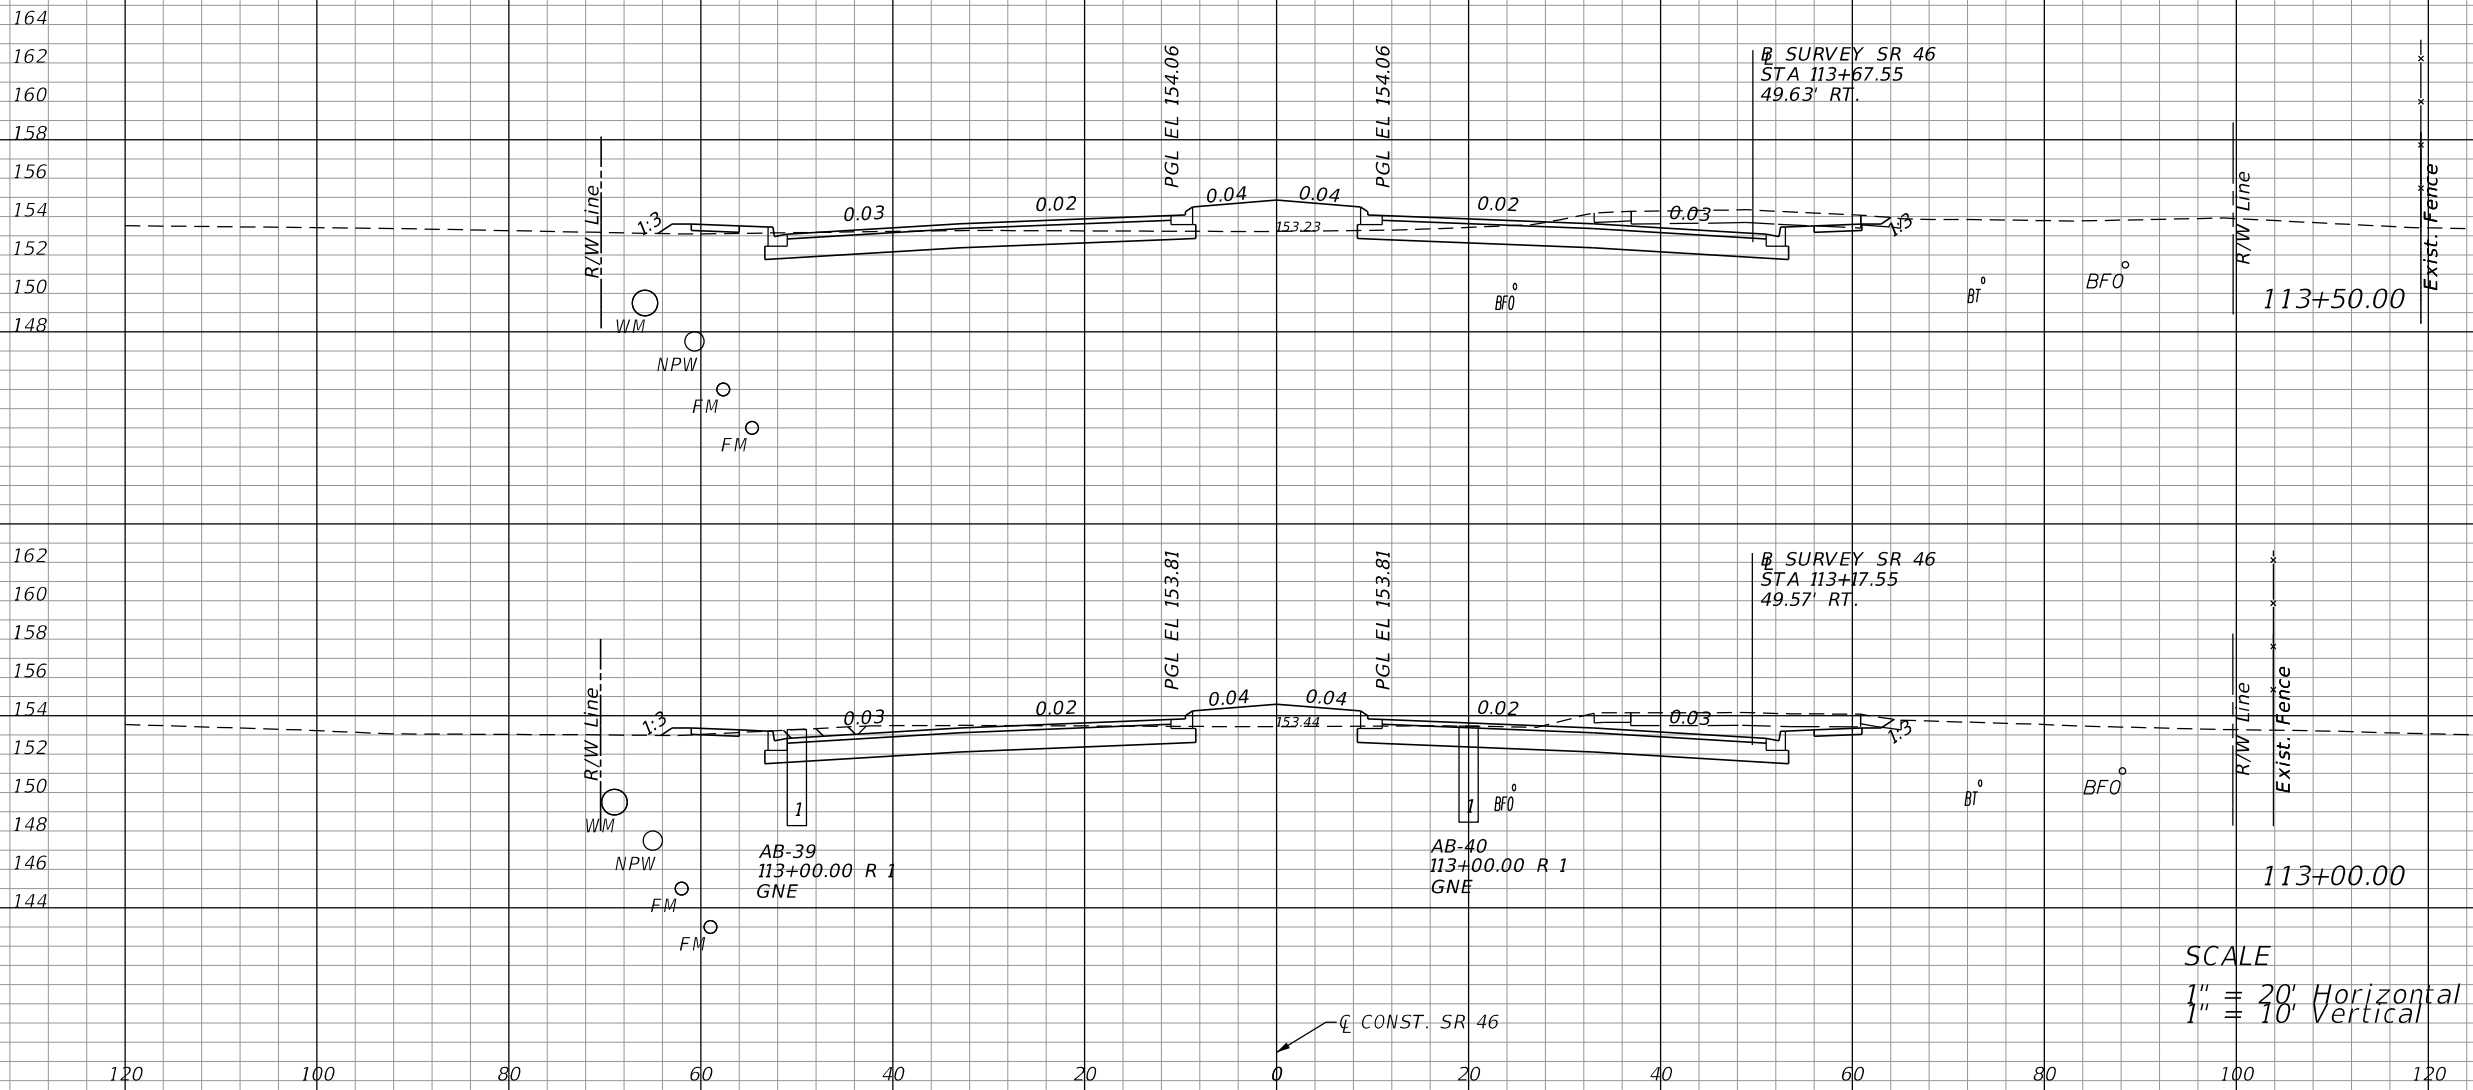 164
162
160
158
156
154
152
150
148
R/W Line
1:3
0.03
0.02
PGL EL 154.06
0.04
0.04
153.23
PGL EL 154.06
0.02
0.03
1:3
℄ SURVEY SR 46
STA 113+67.55
49.63' RT.
R/W Line
Exist. Fence
WM
NPW
FM
FM
BFO
BT
BFO
113+50.00
162
160
158
156
154
152
150
148
146
144
R/W Line
1:3
0.03
0.02
PGL EL 153.81
0.04
0.04
153.44
PGL EL 153.81
0.02
0.03
1:3
℄ SURVEY SR 46
STA 113+17.55
49.57' RT.
R/W Line
Exist. Fence
WM
NPW
FM
FM
1
AB-39
113+00.00 R 1
GNE
1
BFO
AB-40
113+00.00 R 1
GNE
BT
BFO
113+00.00
SCALE
1" = 20' Horizontal
1" = 10' Vertical
℄ CONST. SR 46
120 100 80 60 40 20 0 20 40 60 80 100 120